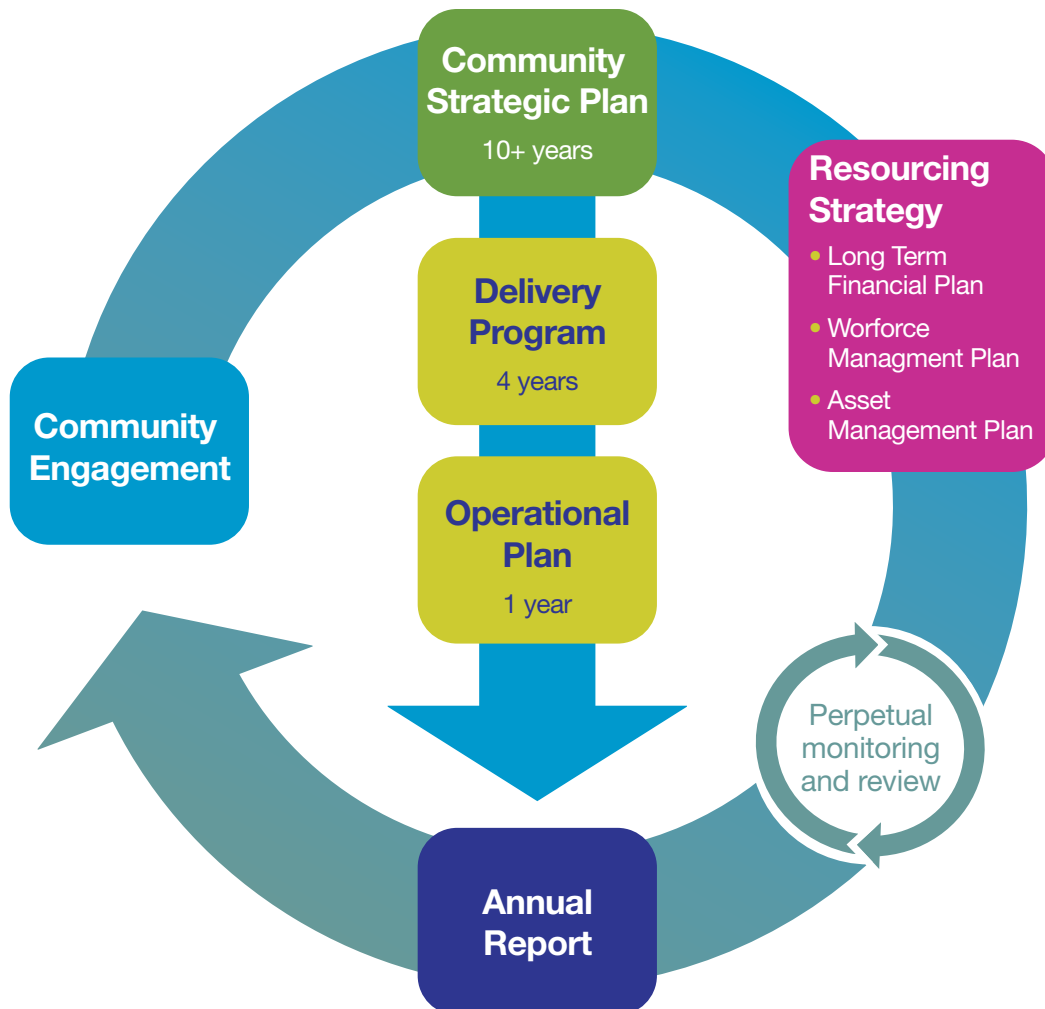 Community
Strategic Plan
10+ years
Resourcing
Strategy
• Long Term
Financial Plan
• Worforce
Managment Plan
• Asset
Management Plan
Delivery
Program
4 years
Community
Engagement
Operational
Plan
1 year
Perpetual
monitoring
and review
Annual
Report